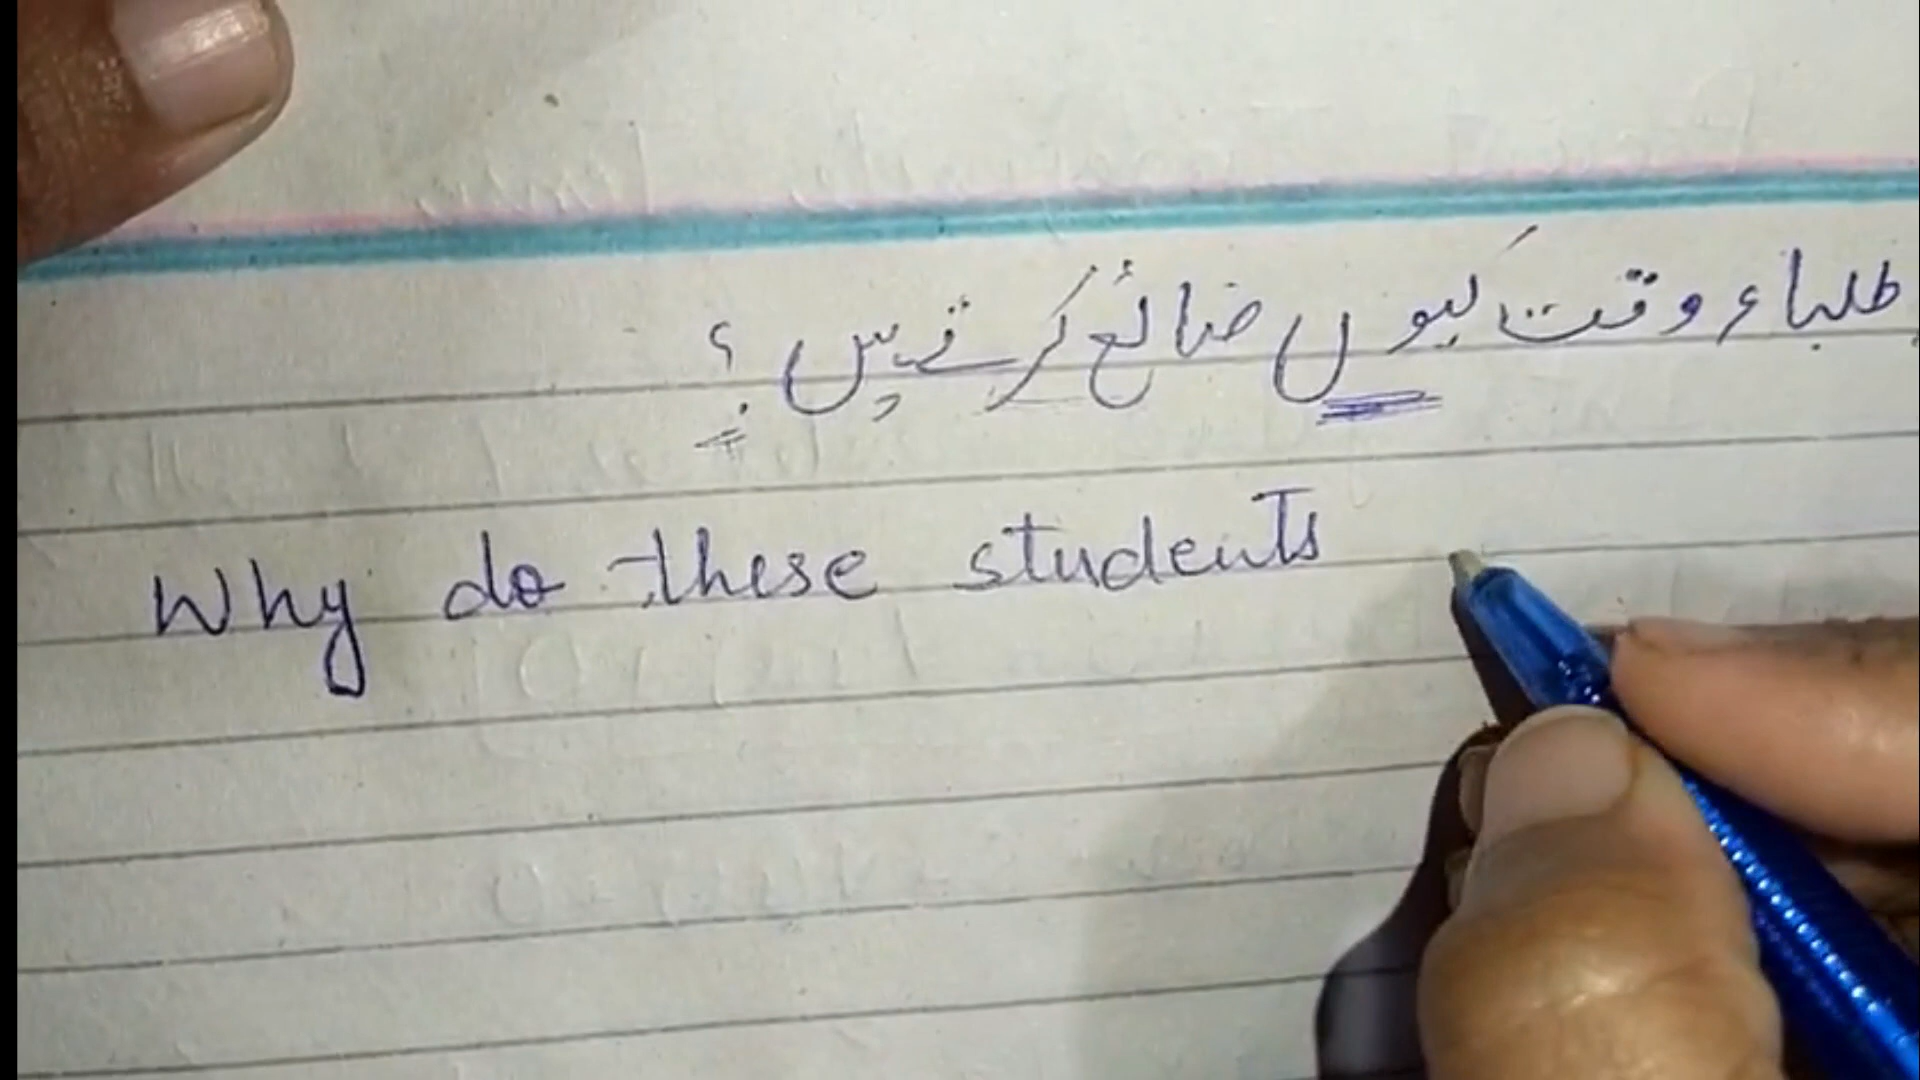 طلباء وقت کیوں ضائع کرتے ہیں ؟
Why do these students